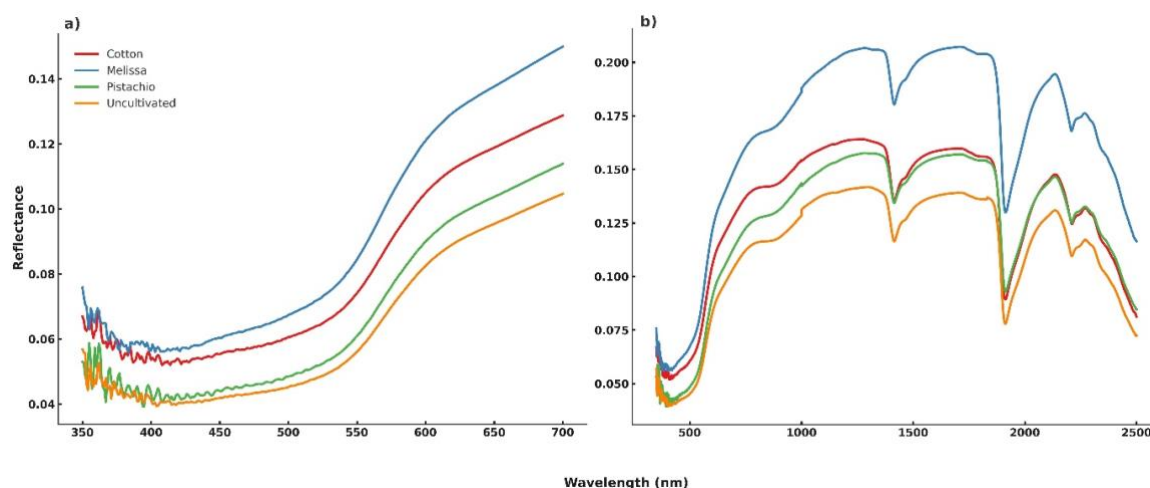 a)
Cotton
Melissa
Pistachio
Uncultivated
0.14
0.12
0.10
0.08
0.06
0.04
Reflectance
350 400 450 500 550 600 650 700
b)
0.200
0.175
0.150
0.125
0.100
0.075
0.050
500 1000 1500 2000 2500
Wavelength (nm)